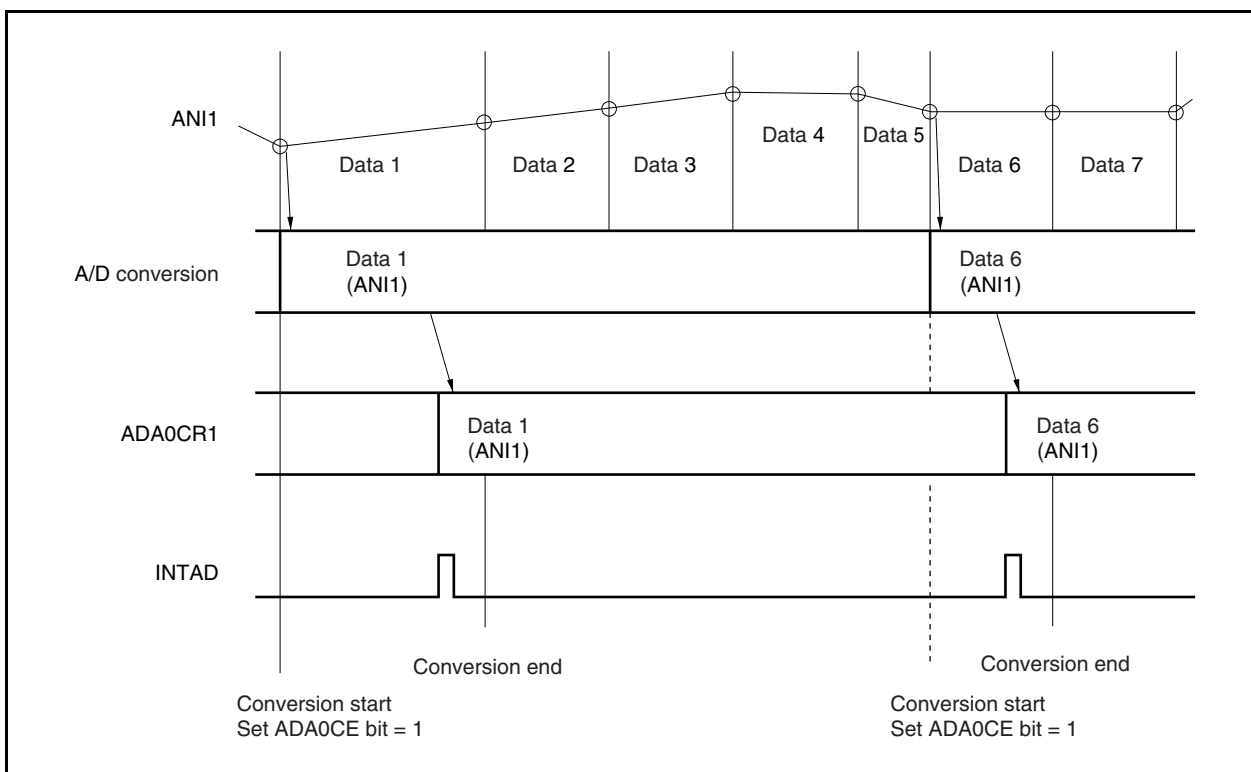 ANI1
Data 1
Data 2
Data 3
Data 4
Data 5
Data 6
Data 7
A/D conversion
Data 1
(ANI1)
Data 6
(ANI1)
ADA0CR1
Data 1
(ANI1)
Data 6
(ANI1)
INTAD
Conversion end
Conversion end
Conversion start
Set ADA0CE bit = 1
Conversion start
Set ADA0CE bit = 1